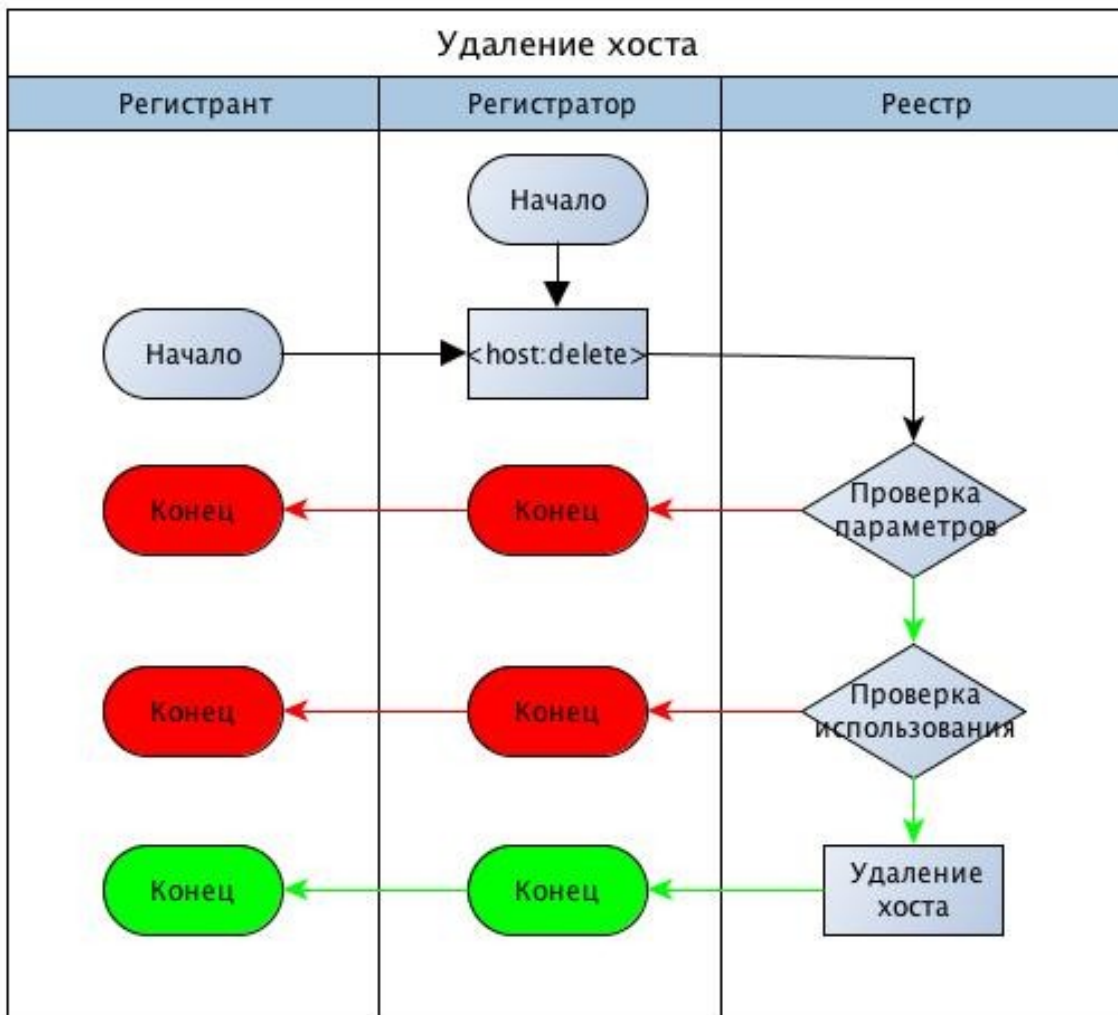 Удаление хоста
Регистрант
Регистратор
Реестр
Начало
Начало
<host:delete>
Конец
Конец
Проверка
параметров
Конец
Конец
Проверка
использования
Конец
Конец
Удаление
хоста